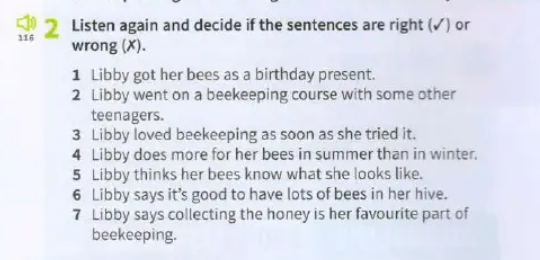 116
2 Listen again and decide if the sentences are right (✓) or
wrong (✗).
1 Libby got her bees as a birthday present.
2 Libby went on a beekeeping course with some other
teenagers.
3 Libby loved beekeeping as soon as she tried it.
4 Libby does more for her bees in summer than in winter.
5 Libby thinks her bees know what she looks like.
6 Libby says it's good to have lots of bees in her hive.
7 Libby says collecting the honey is her favourite part of
beekeeping.